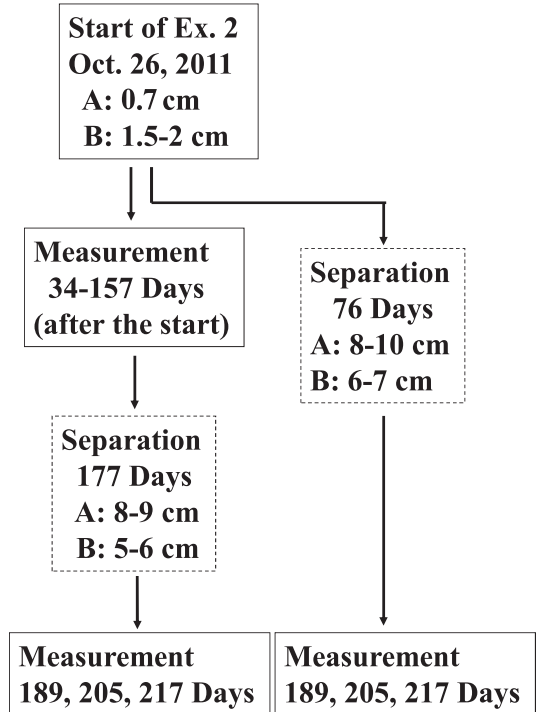 Start of Ex. 2
Oct. 26, 2011
A: 0.7 cm
B: 1.5-2 cm
Measurement
34-157 Days
(after the start)
Separation
76 Days
A: 8-10 cm
B: 6-7 cm
Separation
177 Days
A: 8-9 cm
B: 5-6 cm
Measurement
189, 205, 217 Days
Measurement
189, 205, 217 Days